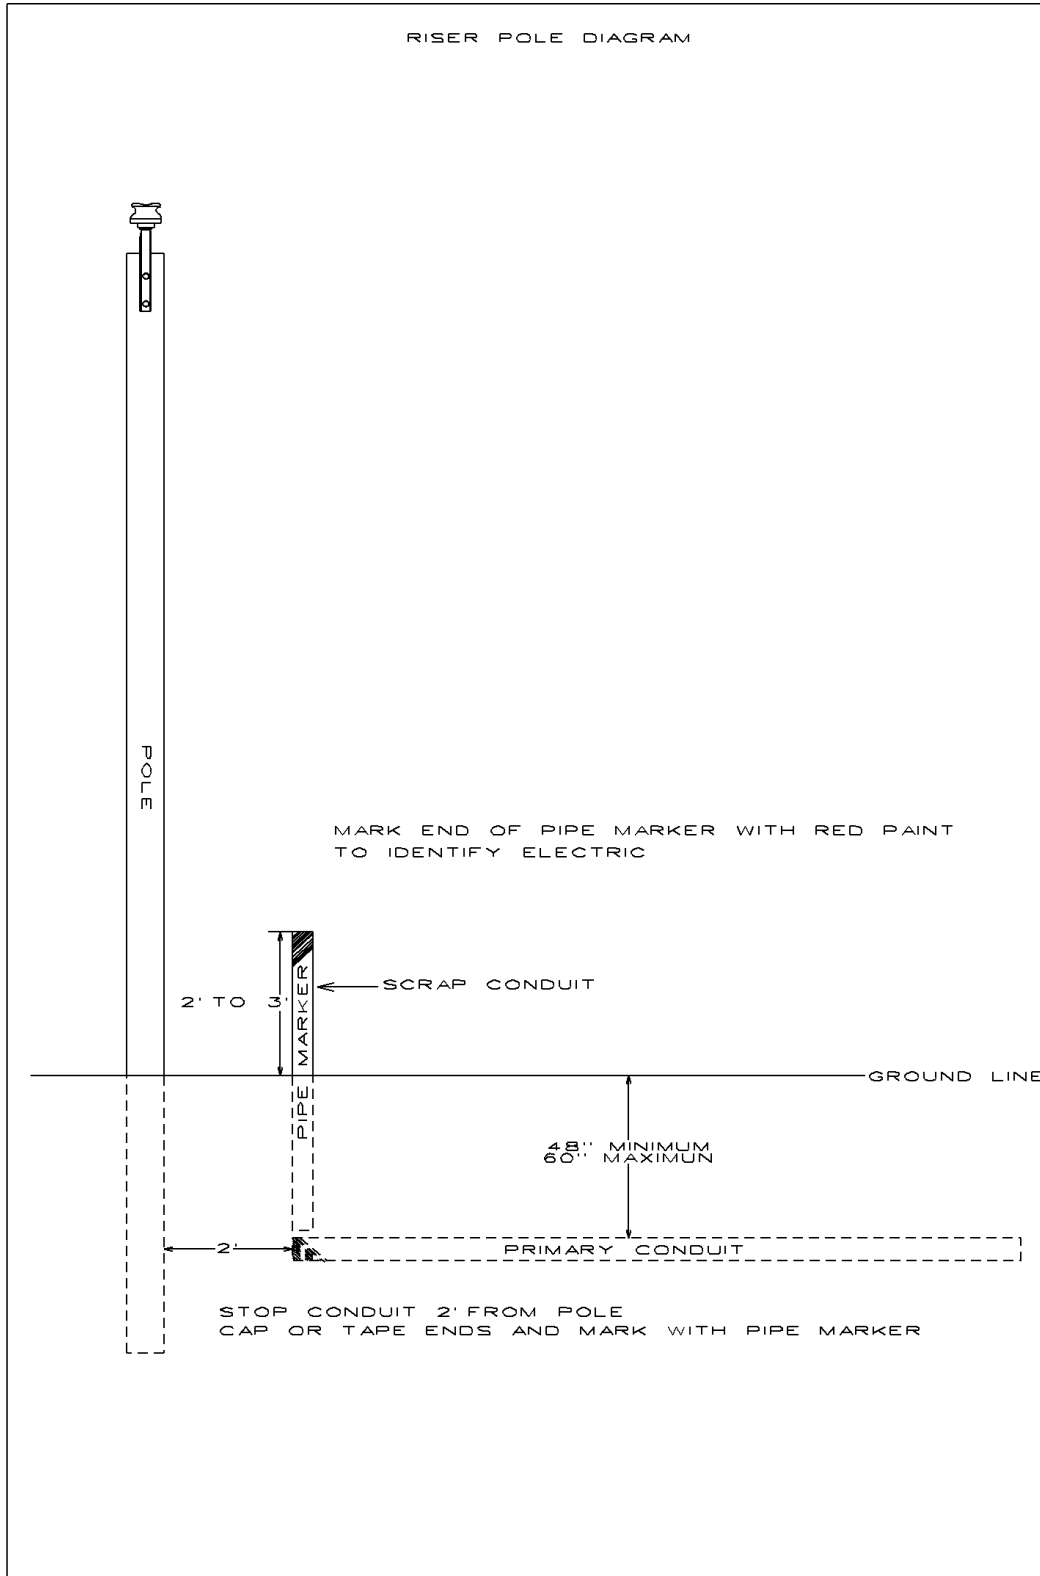 RISER POLE DIAGRAM
POLE
MARK END OF PIPE MARKER WITH RED PAINT
TO IDENTIFY ELECTRIC
SCRAP CONDUIT
2' TO 3'
PIPE MARKER
GROUND LINE
48'' MINIMUM
60'' MAXIMUN
2'
PRIMARY CONDUIT
STOP CONDUIT 2' FROM POLE
CAP OR TAPE ENDS AND MARK WITH PIPE MARKER